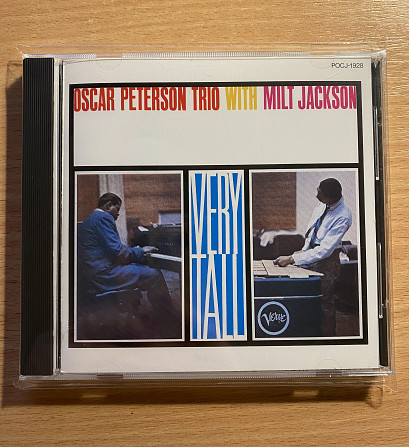 POCJ-1928
OSCAR PETERSON TRIO WITH MILT JACKSON
VERY
TALL
Verve